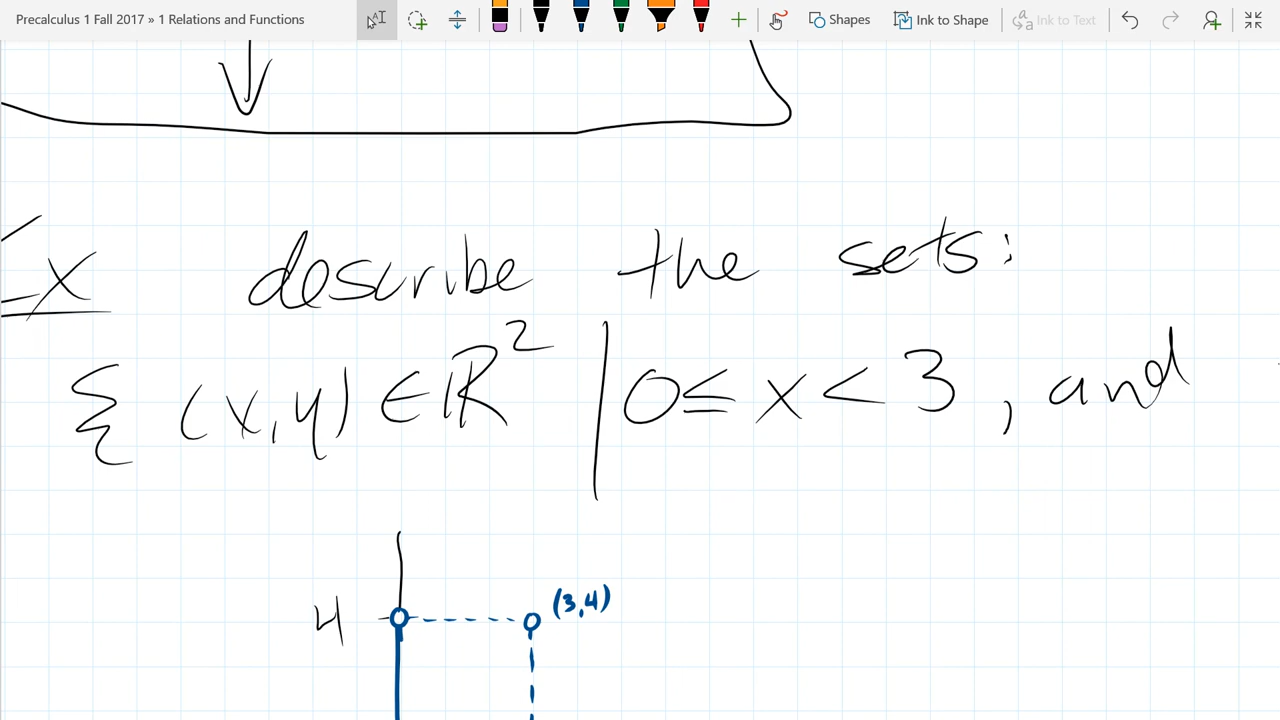 Precalculus 1 Fall 2017 » 1 Relations and Functions
Shapes
Ink to Shape
Ink to Text
Ex describe the sets:
{ (x,y) ∈ ℝ² | 0 ≤ x < 3 , and
4
(3,4)